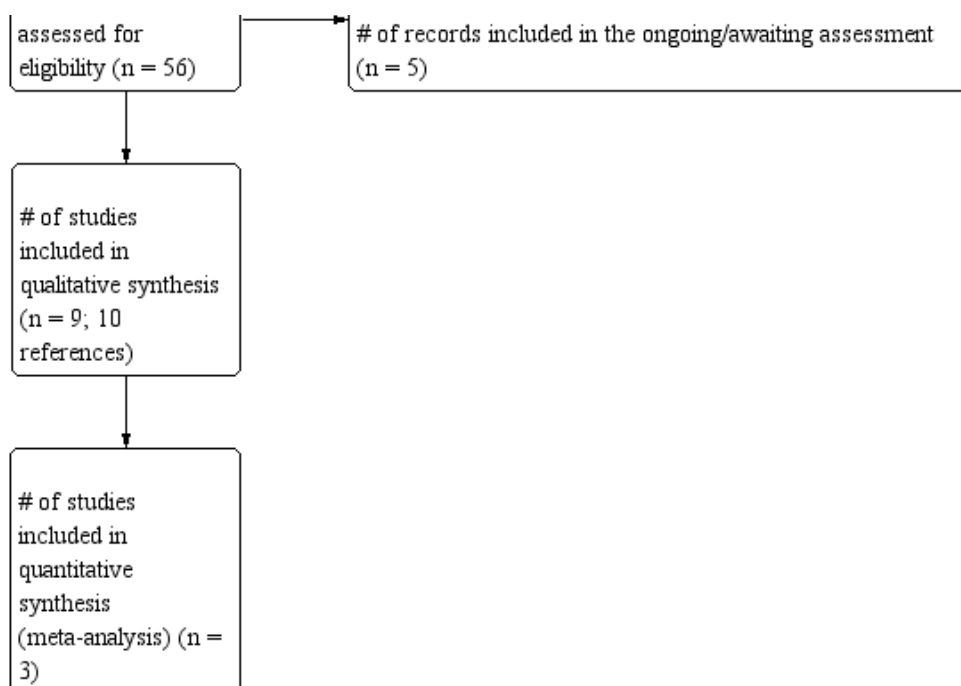 assessed for
eligibility (n = 56)
# of records included in the ongoing/awaiting assessment
(n = 5)
# of studies
included in
qualitative synthesis
(n = 9; 10
references)
# of studies
included in
quantitative
synthesis
(meta-analysis) (n =
3)